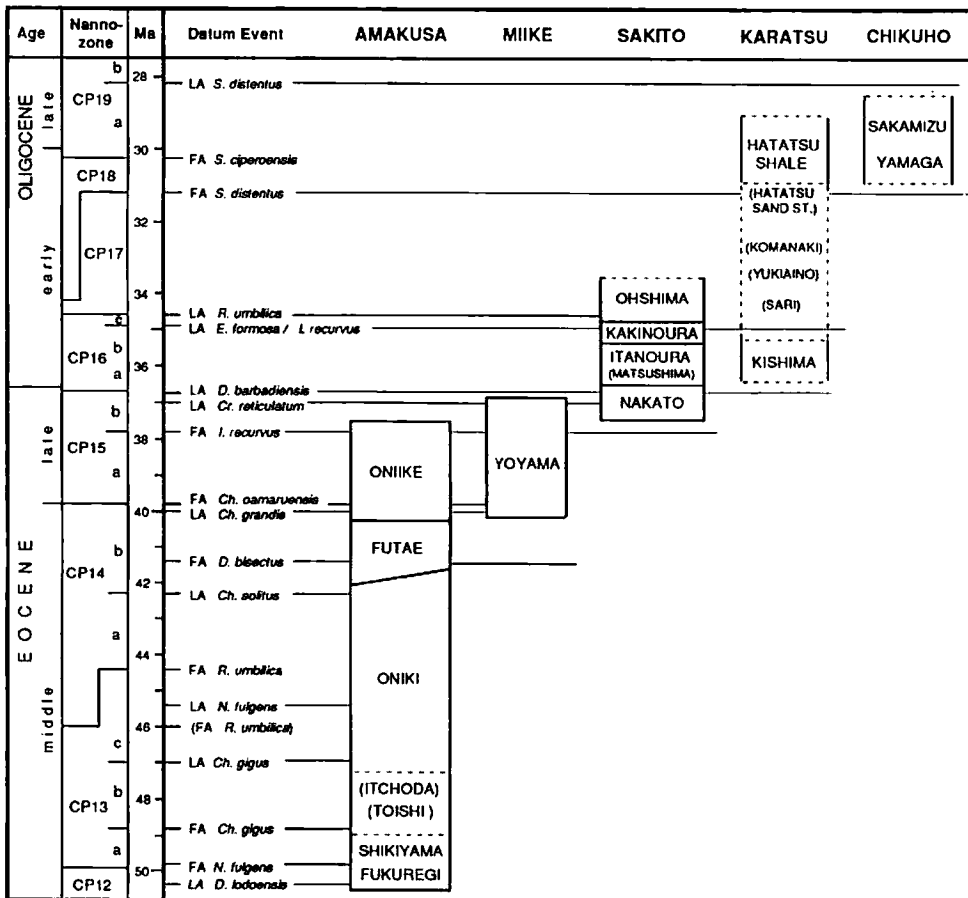 Age Nanno-zone Ma Datum Event AMAKUSA MIIKE SAKITO KARATSU CHIKUHO
OLIGOCENE
late
early
EOCENE
late
middle
b
CP19
a
CP18
CP17
c
CP16
b
a
b
CP15
a
b
CP14
a
c
CP13
b
a
CP12
28
30
32
34
36
38
40
42
44
46
48
50
LA S. distentus
FA S. ciperoensis
FA S. distentus
LA R. umbilica
LA E. formosa / I. recurvus
LA D. barbadiensis
LA Cr. reticulatum
FA I. recurvus
FA Ch. oamaruensis
LA Ch. grandis
FA D. bisectus
LA Ch. solitus
FA R. umbilica
LA N. fulgens
(FA R. umbilica)
LA Ch. gigus
FA Ch. gigus
FA N. fulgens
LA D. lodoensis
ONIIKE
FUTAE
ONIKI
(ITCHODA)
(TOISHI)
SHIKIYAMA
FUKUREGI
YOYAMA
OHSHIMA
KAKINOURA
ITANOURA
(MATSUSHIMA)
NAKATO
HATATSU
SHALE
(HATATSU
SAND ST.)
(KOMANAKI)
(YUKIAINO)
(SARI)
KISHIMA
SAKAMIZU
YAMAGA